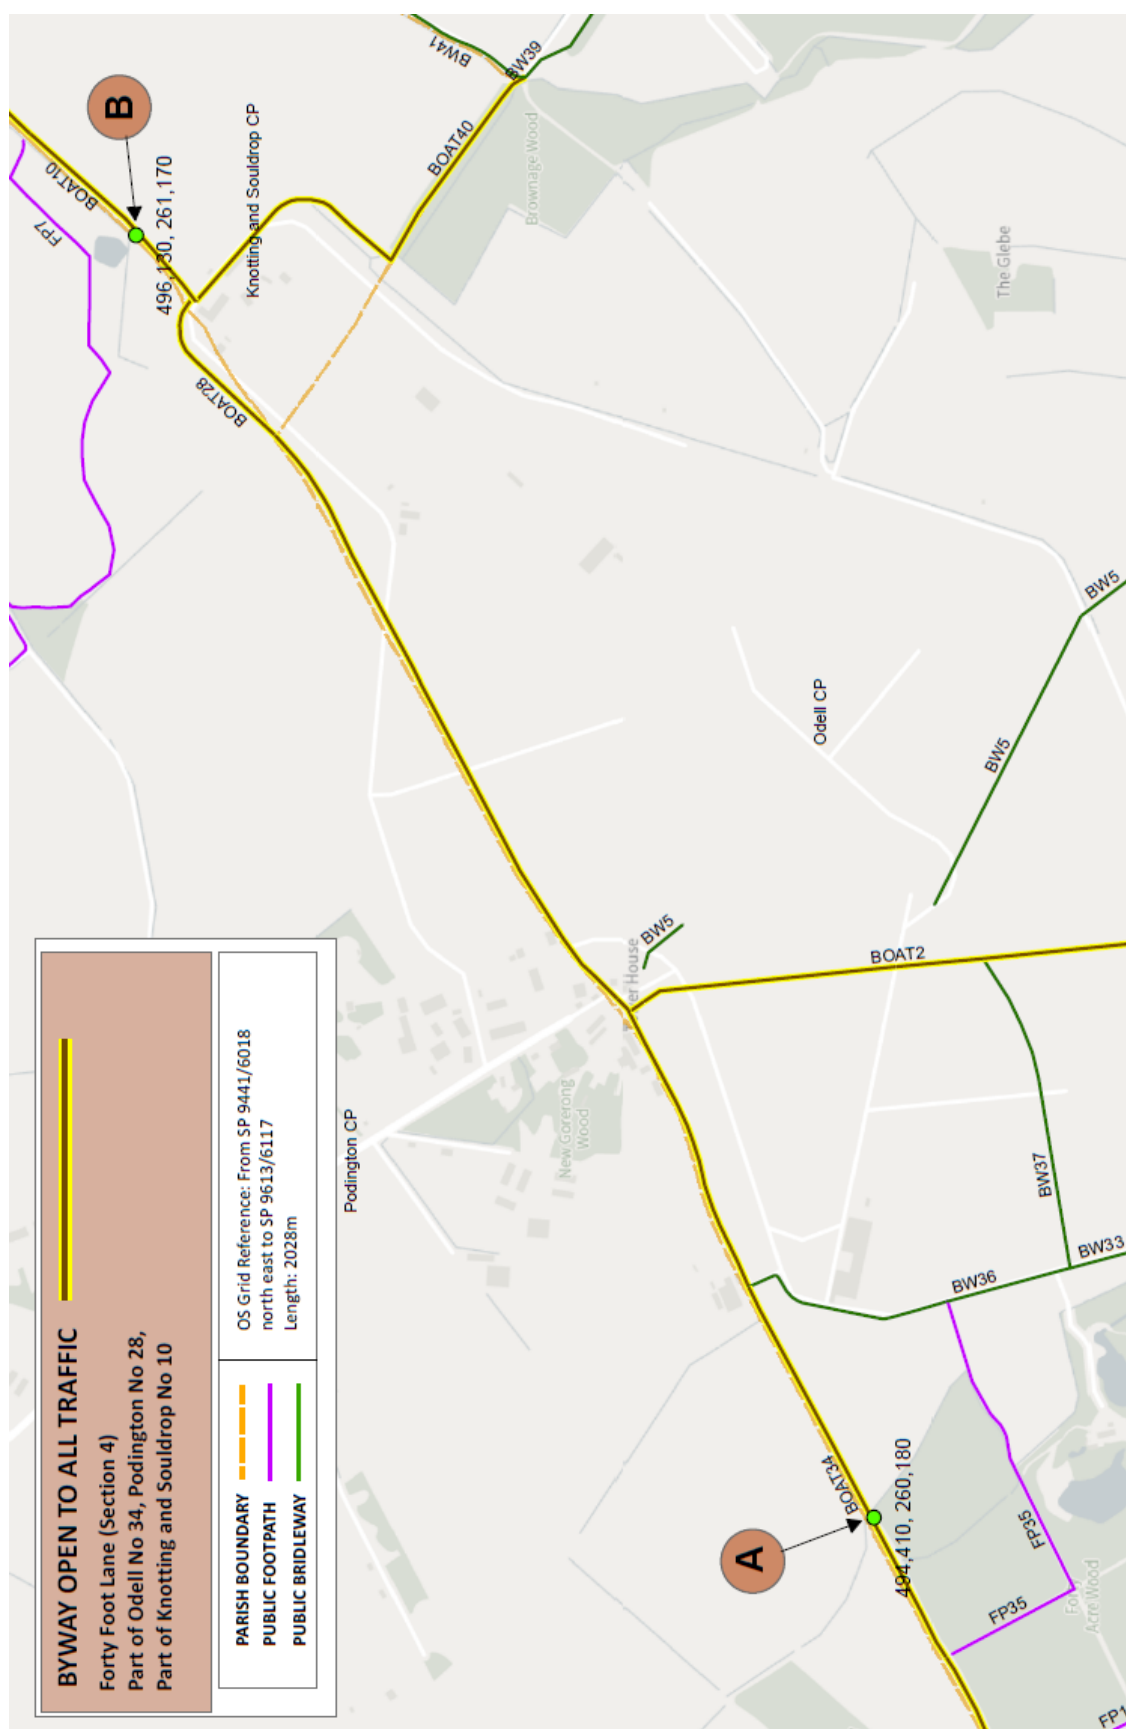 BYWAY OPEN TO ALL TRAFFIC
Forty Foot Lane (Section 4)
Part of Odell No 34, Podington No 28,
Part of Knotting and Souldrop No 10
PARISH BOUNDARY
PUBLIC FOOTPATH
PUBLIC BRIDLEWAY
OS Grid Reference: From SP 9441/6018
north east to SP 9613/6117
Length: 2028m
B
496,130, 261,170
BOAT10
FP7
BW41
BW39
BOAT40
Knotting and Souldrop CP
Brownage Wood
BOAT28
The Glebe
Podington CP
Odell CP
BW5
BW5
BW5
House
New Gorerong
Wood
BOAT2
BW37
BW33
BW36
BOAT34
A
494,410, 260,180
FP35
FP35
Acre Wood